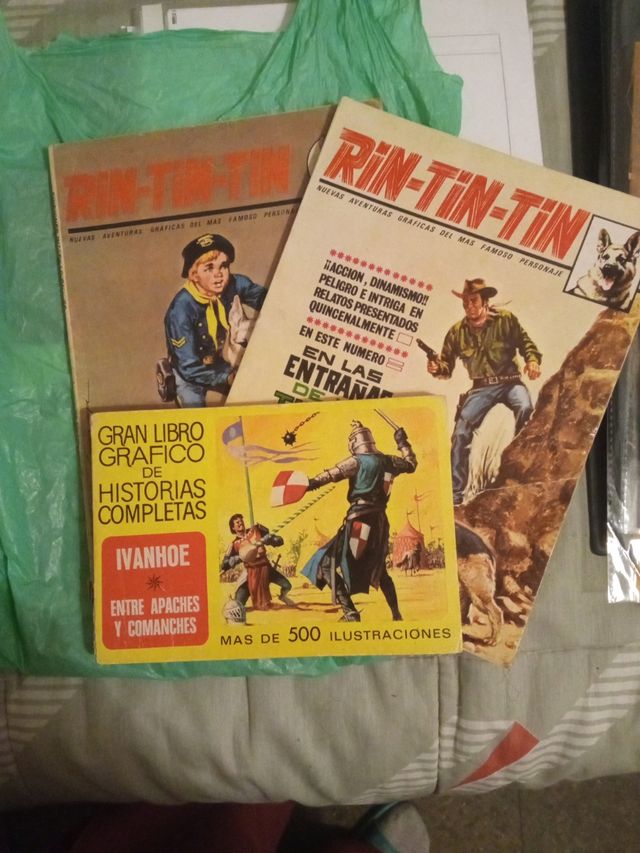 RIN-TIN-TIN
NUEVAS AVENTURAS GRAFICAS DEL MAS FAMOSO PERSONAJE
RIN-TIN-TIN
NUEVAS AVENTURAS GRAFICAS DEL MAS FAMOSO PERSONAJE
¡¡ACCION, DINAMISMO!!
PELIGRO E INTRIGA EN
RELATOS PRESENTADOS
QUINCENALMENTE
EN ESTE NUMERO
EN LAS
ENTRAÑAS
DE
GRAN LIBRO
GRAFICO
DE
HISTORIAS
COMPLETAS
IVANHOE
ENTRE APACHES
Y COMANCHES
MAS DE 500 ILUSTRACIONES